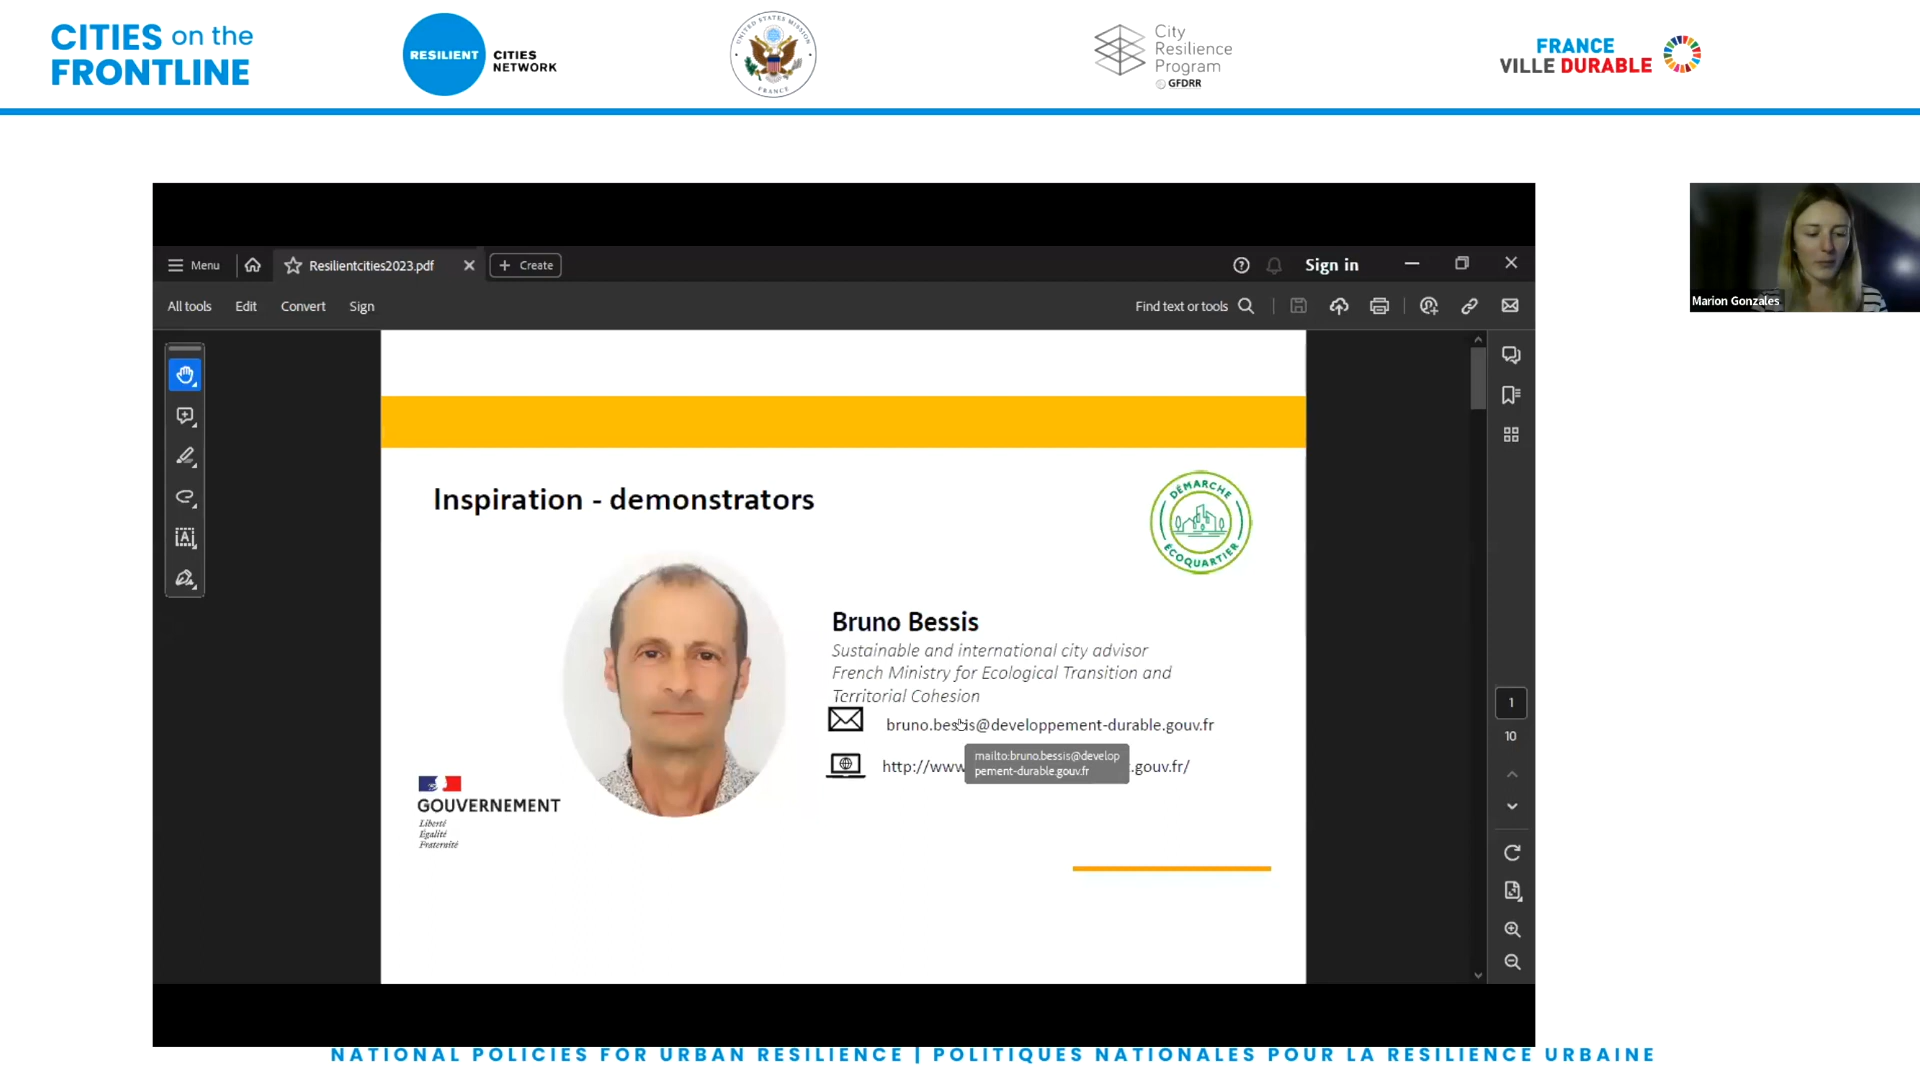 CITIES on the
FRONTLINE
RESILIENT CITIES
NETWORK
UNITED STATES MISSION
FRANCE
City
Resilience
Program
GFDRR
FRANCE
VILLE DURABLE
Marion Gonzales
Menu
Resilientcities2023.pdf
Create
Sign in
All tools
Edit
Convert
Sign
Find text or tools
Inspiration - demonstrators
DÉMARCHE
ÉCOQUARTIER
Bruno Bessis
Sustainable and international city advisor
French Ministry for Ecological Transition and
Territorial Cohesion
bruno.bessis@developpement-durable.gouv.fr
mailto:bruno.bessis@develop
pement-durable.gouv.fr
http://www .gouv.fr/
GOUVERNEMENT
Liberté
Égalité
Fraternité
1
10
NATIONAL POLICIES FOR URBAN RESILIENCE | POLITIQUES NATIONALES POUR LA RESILIENCE URBAINE